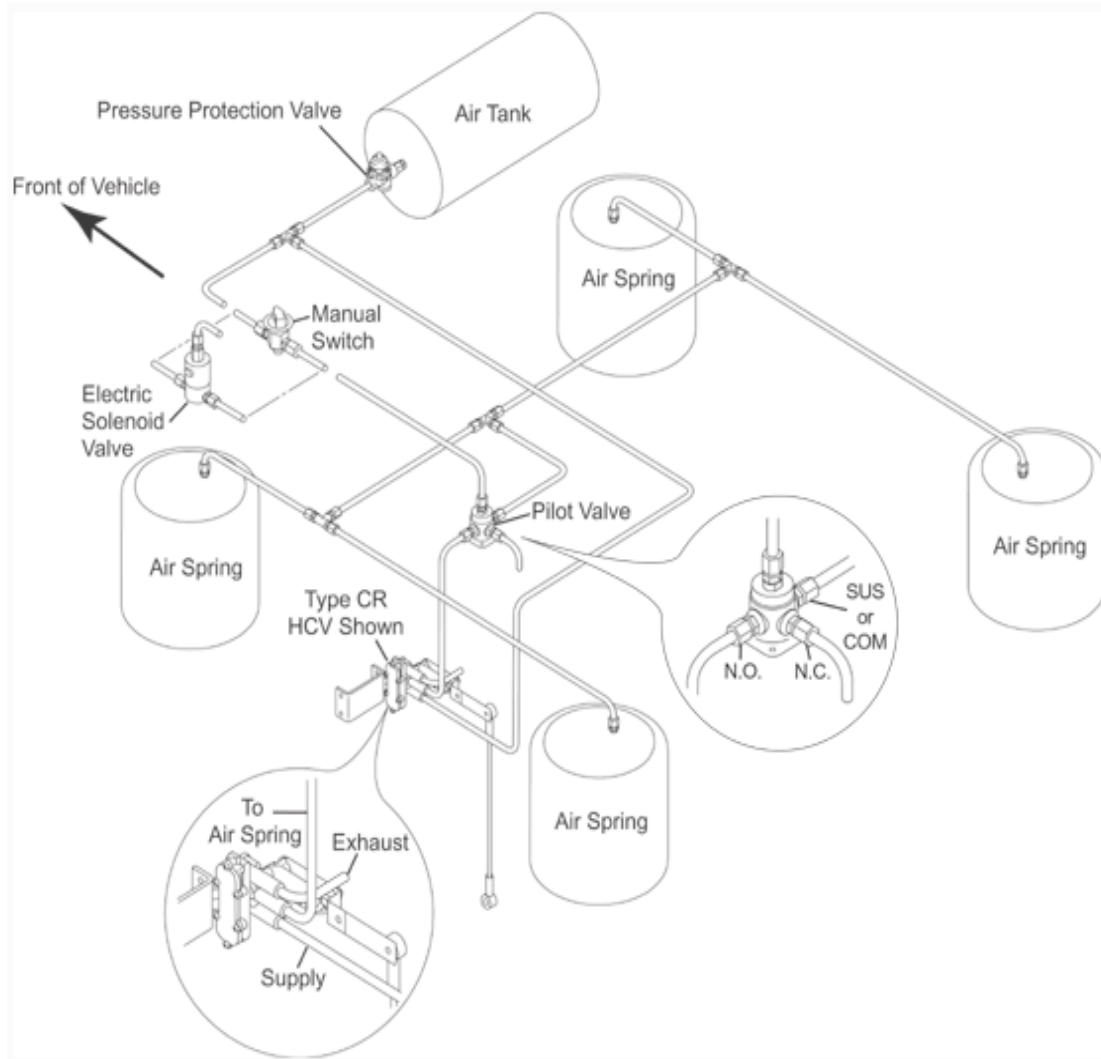 Pressure Protection Valve
Air Tank
Front of Vehicle
Air Spring
Manual
Switch
Electric
Solenoid
Valve
Air Spring
Pilot Valve
Air Spring
SUS
or
COM
N.O.
N.C.
Type CR
HCV Shown
To
Air Spring
Exhaust
Supply
Air Spring